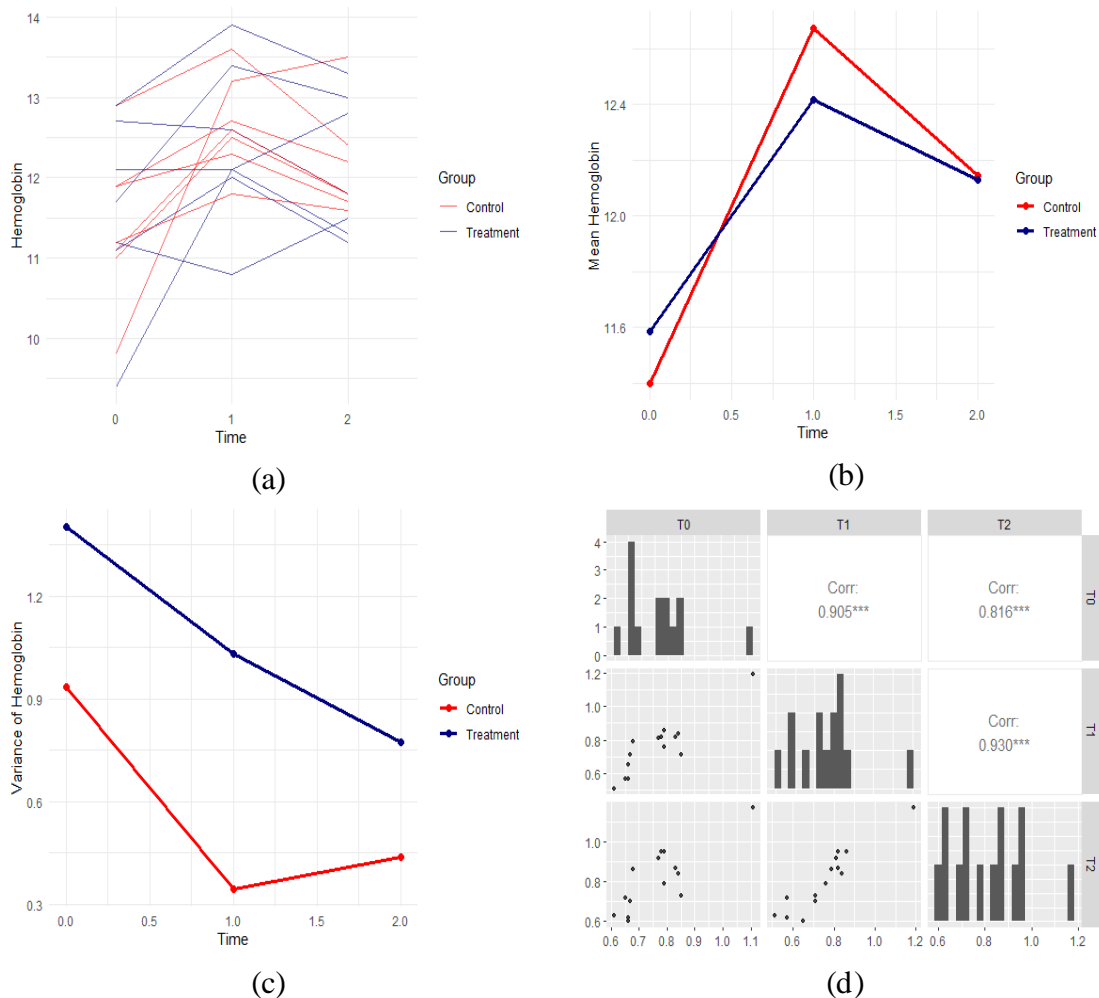 14
13
12
11
10
Hemoglobin
0 1 2
Time
Group
Control
Treatment
(a)
12.4
12.0
11.6
Mean Hemoglobin
0.0 0.5 1.0 1.5 2.0
Time
Group
Control
Treatment
(b)
1.2
0.9
0.6
0.3
Variance of Hemoglobin
0.0 0.5 1.0 1.5 2.0
Time
Group
Control
Treatment
(c)
T0 T1 T2
4
3
2
1
0
Corr:
0.905***
Corr:
0.816***
T0
1.2
1.0
0.8
0.6
Corr:
0.930***
T1
1.0
0.8
0.6
T2
0.6 0.7 0.8 0.9 1.0 1.1
0.6 0.8 1.0 1.2
0.6 0.8 1.0 1.2
(d)